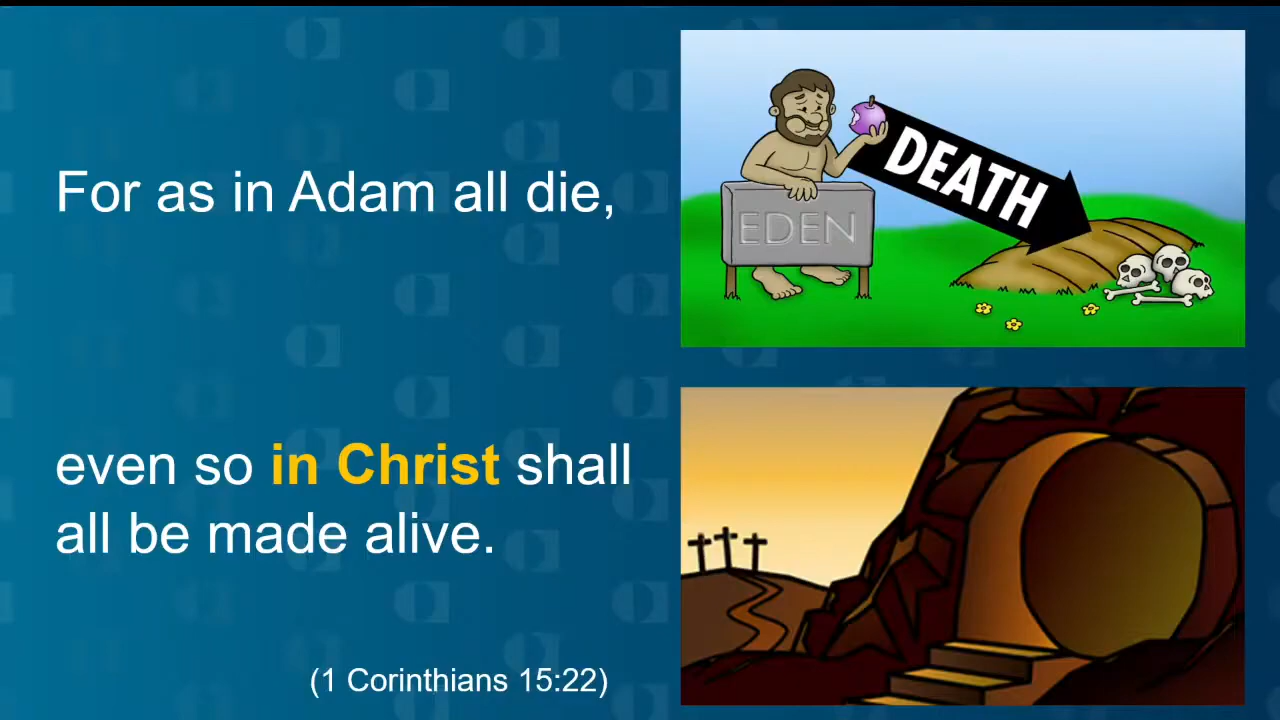 For as in Adam all die,
EDEN
DEATH
even so in Christ shall
all be made alive.
(1 Corinthians 15:22)